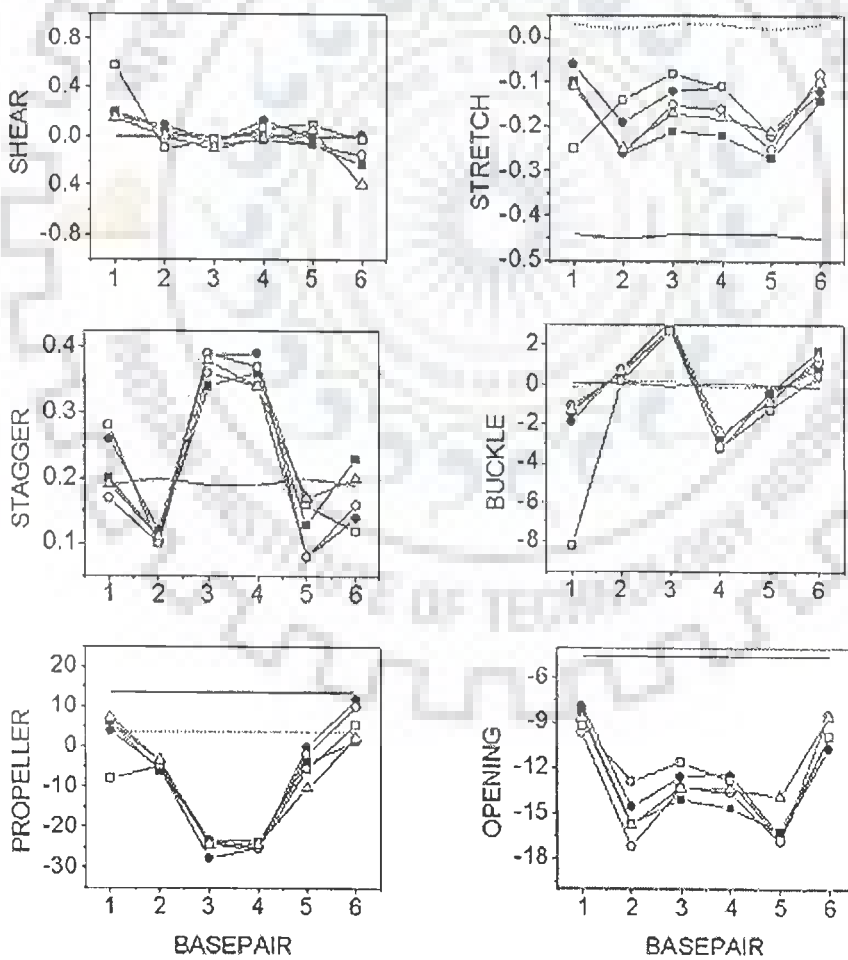 SHEAR
0.8
0.4
0.0
0.4
-0.8
1 2 3 4 5 6
STRETCH
0.0
-0.1
-0.2
-0.3
-0.4
-0.5
1 2 3 4 5 6
STAGGER
0.4
0.3
0.2
0.1
1 2 3 4 5 6
BUCKLE
2
0
-2
-4
-6
-8
1 2 3 4 5 6
OF TECHN
PROPELLER
20
10
0
-10
-20
-30
1 2 3 4 5 6
BASEPAIR
OPENING
-6
-9
-12
-15
-18
1 2 3 4 5 6
BASEPAIR